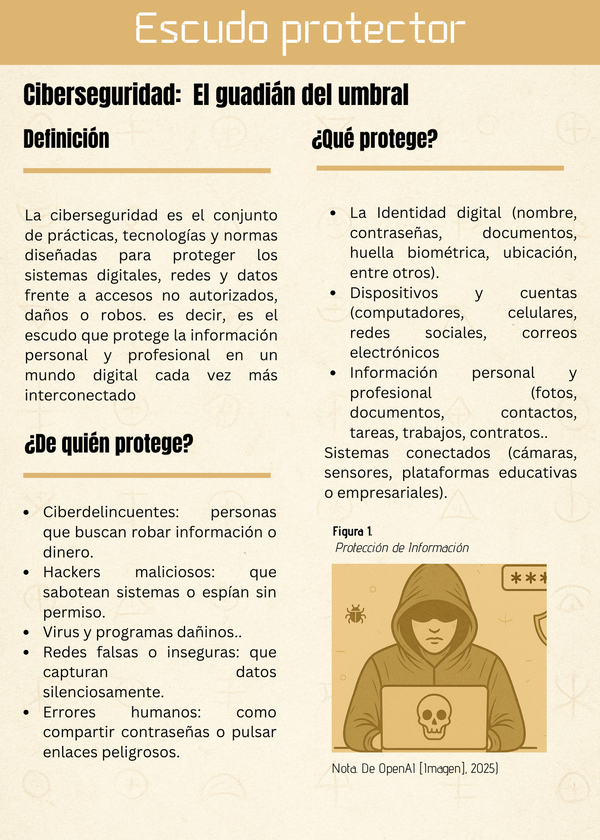 Escudo protector
Ciberseguridad: El guadián del umbral
Definición
La ciberseguridad es el conjunto
de prácticas, tecnologías y normas
diseñadas para proteger los
sistemas digitales, redes y datos
frente a accesos no autorizados,
daños o robos. es decir, es el
escudo que protege la información
personal y profesional en un
mundo digital cada vez más
interconectado
¿De quién protege?
• Ciberdelincuentes: personas
que buscan robar información o
dinero.
• Hackers maliciosos: que
sabotean sistemas o espían sin
permiso.
• Virus y programas dañinos..
• Redes falsas o inseguras: que
capturan datos
silenciosamente.
• Errores humanos: como
compartir contraseñas o pulsar
enlaces peligrosos.
¿Qué protege?
• La Identidad digital (nombre,
contraseñas, documentos,
huella biométrica, ubicación,
entre otros).
• Dispositivos y cuentas
(computadores, celulares,
redes sociales, correos
electrónicos
• Información personal y
profesional (fotos,
documentos, contactos,
tareas, trabajos, contratos..
Sistemas conectados (cámaras,
sensores, plataformas educativas
o empresariales).
Figura 1.
Protección de Información
***
Nota. De OpenAI [Imagen], 2025)